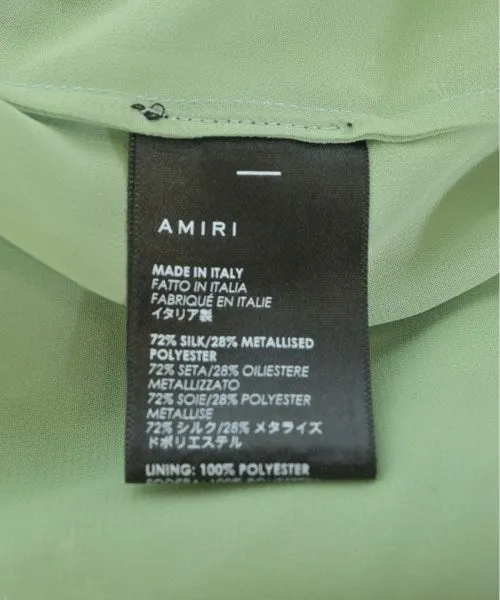 AMIRI
MADE IN ITALY
FATTO IN ITALIA
FABRIQUÉ EN ITALIE
イタリア製
72% SILK/28% METALLISED
POLYESTER
72% SETA/28% OILIESTERE
METALLIZZATO
72% SOIE/28% POLYESTER
METALLISE
72% シルク/28% メタライズ
ドポリエステル
LINING: 100% POLYESTER